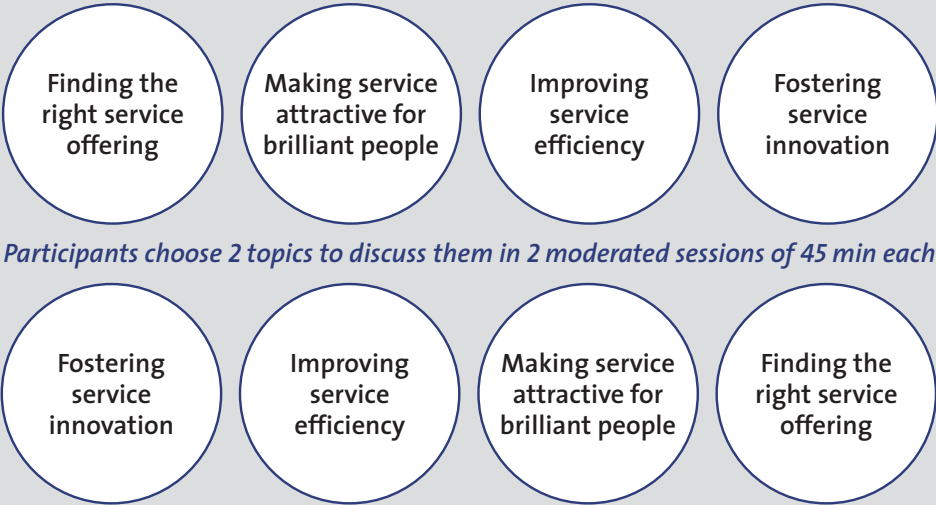 Finding the
right service
offering
Making service
attractive for
brilliant people
Improving
service
efficiency
Fostering
service
innovation
Participants choose 2 topics to discuss them in 2 moderated sessions of 45 min each
Fostering
service
innovation
Improving
service
efficiency
Making service
attractive for
brilliant people
Finding the
right service
offering